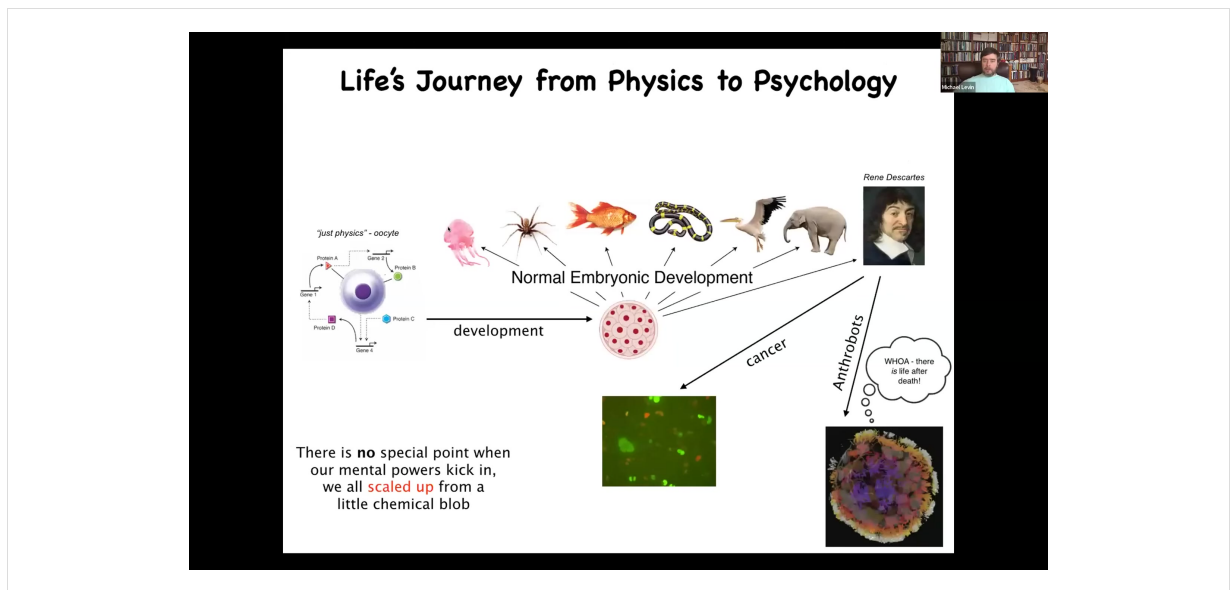 Life's Journey from Physics to Psychology
Michael Levin
Rene Descartes
"just physics" - oocyte
Protein A
Gene 2
Protein B
Gene 1
Protein D
Protein C
Gene 4
Normal Embryonic Development
development
cancer
Anthrobots
WHOA - there
is life after
death!
There is no special point when
our mental powers kick in,
we all scaled up from a
little chemical blob